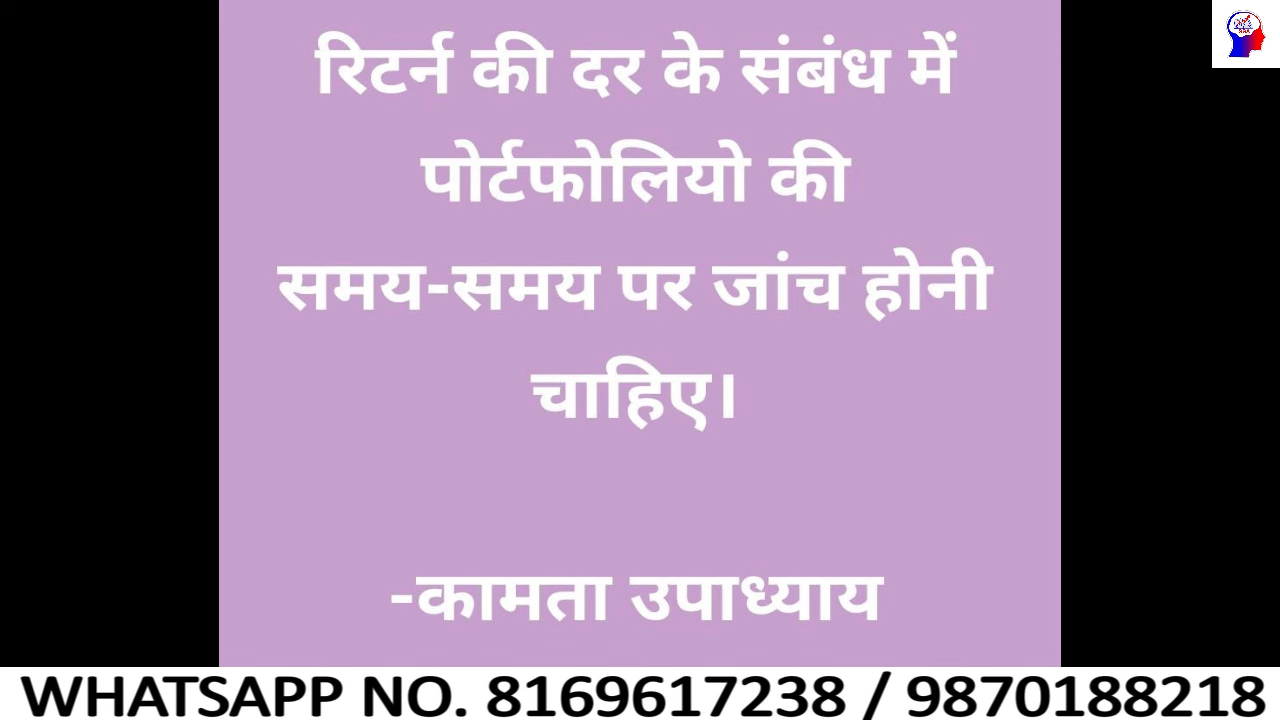 रिटर्न की दर के संबंध में
पोर्टफोलियो की
समय-समय पर जांच होनी
चाहिए।
-कामता उपाध्याय
WHATSAPP NO. 8169617238 / 9870188218